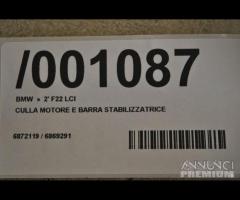 /001087
BMW » 2' F22 LCI
CULLA MOTORE E BARRA STABILIZZATRICE
6872119 / 6869291
ANNUNCI
PREMIUM